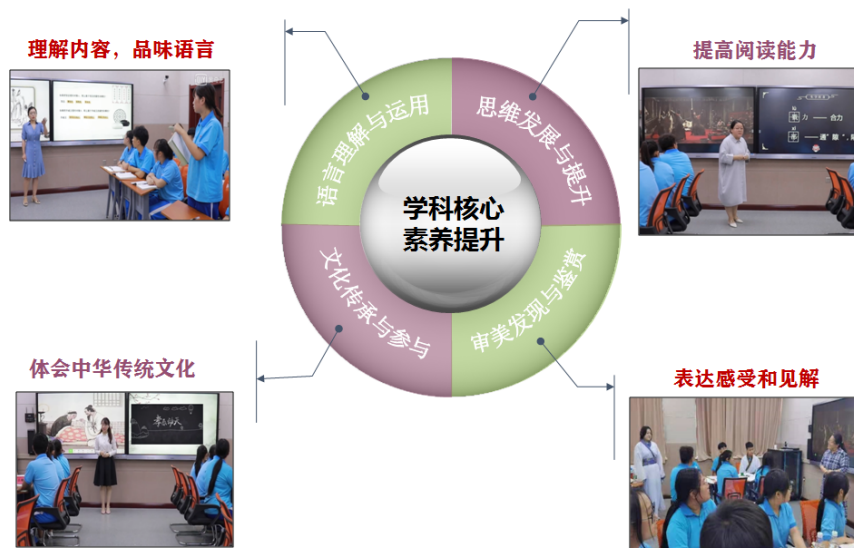 理解内容，品味语言
提高阅读能力
语言理解与运用
思维发展与提升
学科核心
素养提升
文化传承与参与
审美发现与鉴赏
体会中华传统文化
表达感受和见解
力 —— 合力